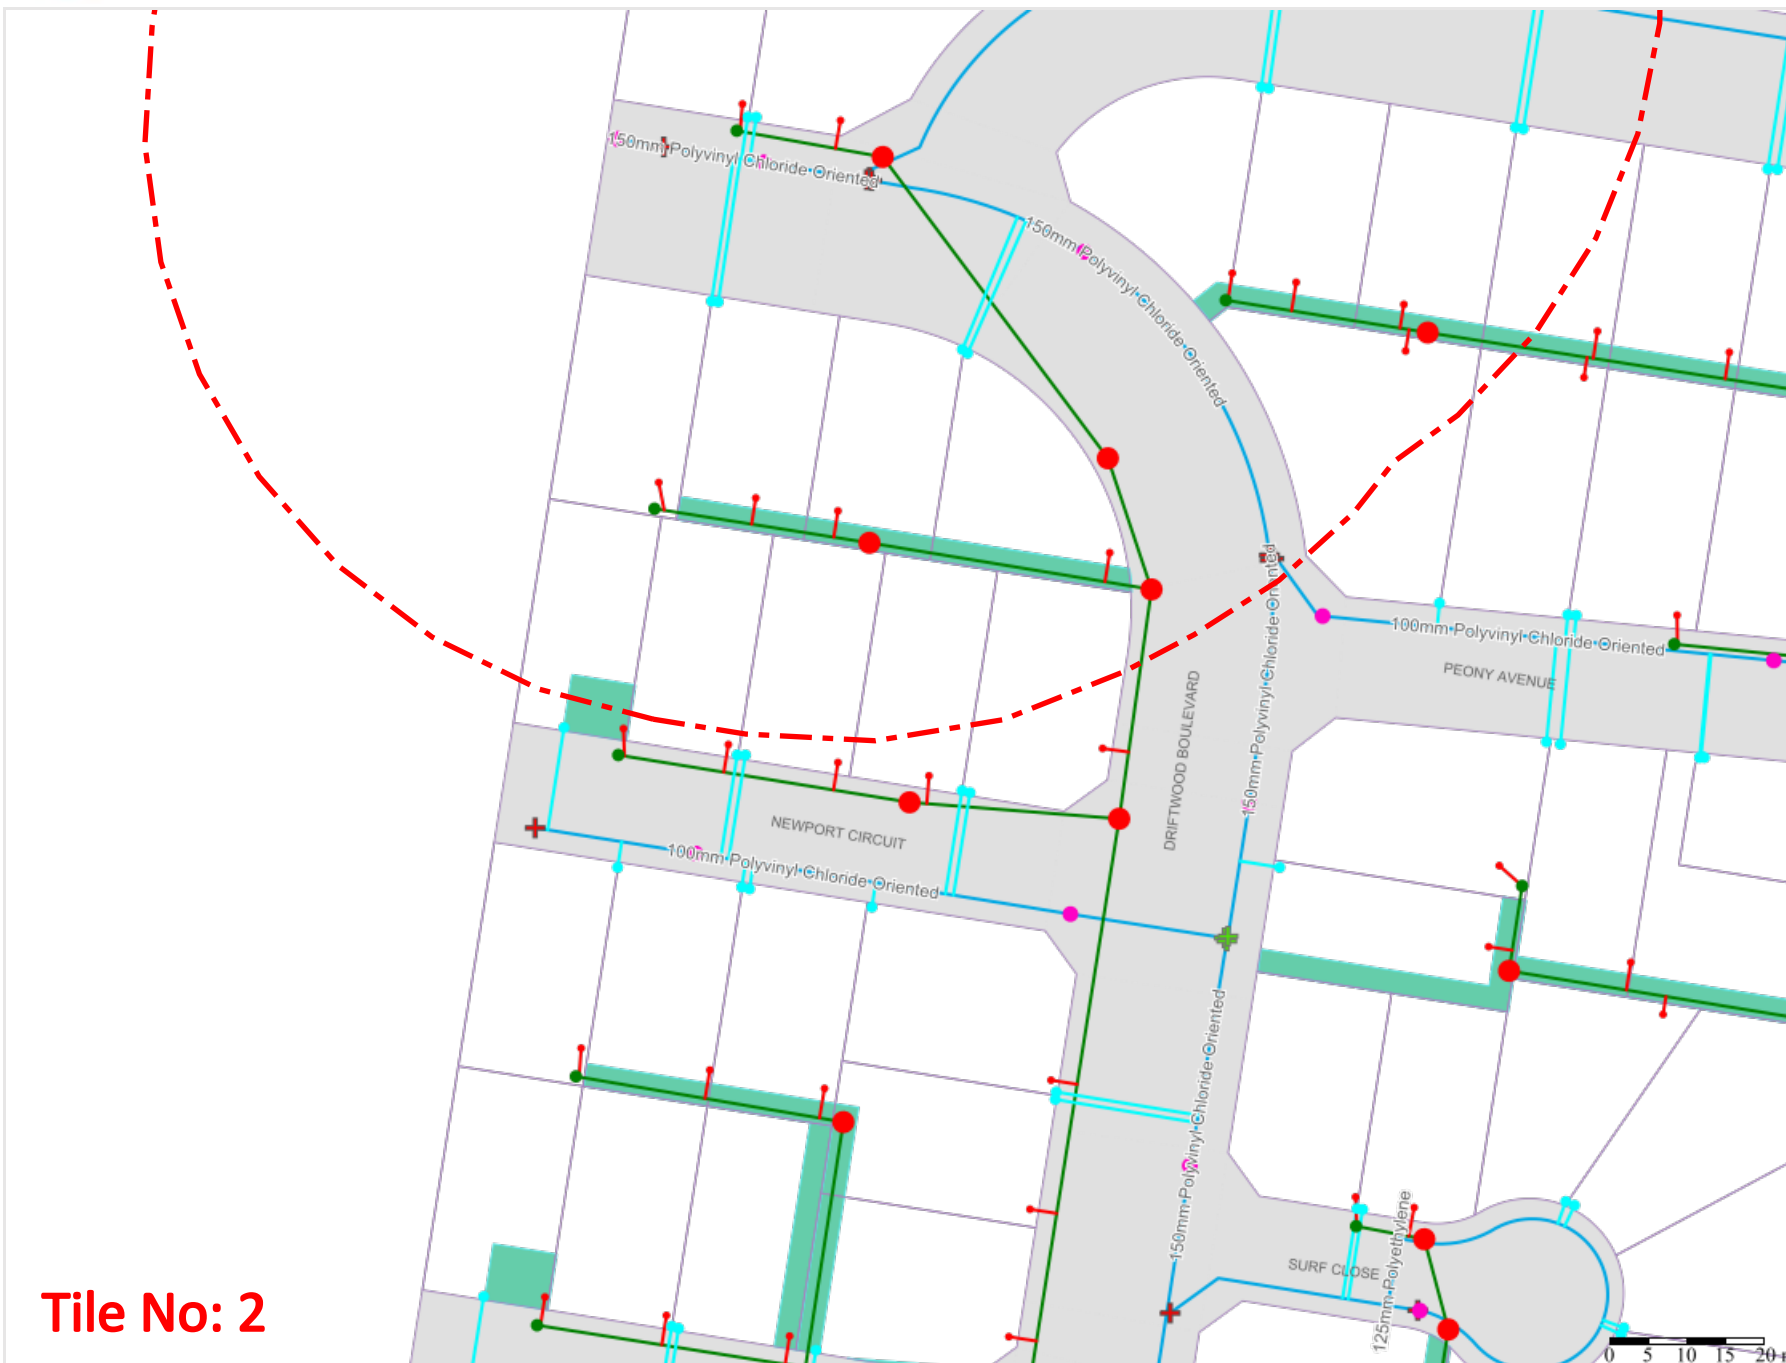 150mm Polyvinyl Chloride Oriented
150mm Polyvinyl Chloride Oriented
100mm Polyvinyl Chloride Oriented
PEONY AVENUE
150mm Polyvinyl Chloride Oriented
DRIFTWOOD BOULEVARD
NEWPORT CIRCUIT
100mm Polyvinyl Chloride Oriented
150mm Polyvinyl Chloride Oriented
125mm Polyethylene
SURF CLOSE
Tile No: 2
0 5 10 15 20